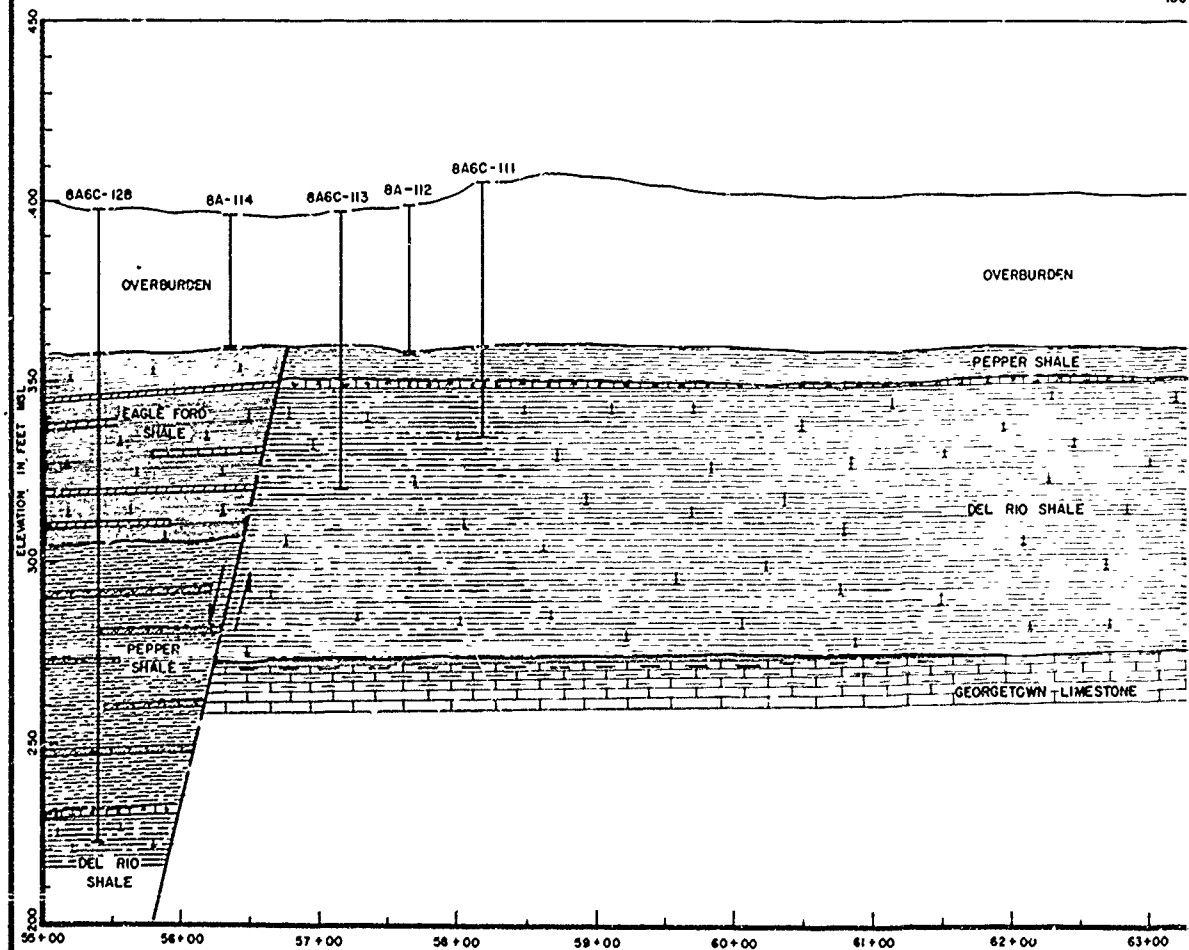 450
8A6C-111
8A6C-128
8A-114
8A6C-113
8A-112
400
OVERBURDEN
OVERBURDEN
PEPPER SHALE
350
EAGLE FORD
SHALE
ELEVATION IN FEET MSL
DEL RIO SHALE
300
PEPPER
SHALE
GEORGETOWN LIMESTONE
250
DEL RIO
SHALE
200
55+00
56+00
57+00
58+00
59+00
60+00
61+00
62+00
63+00